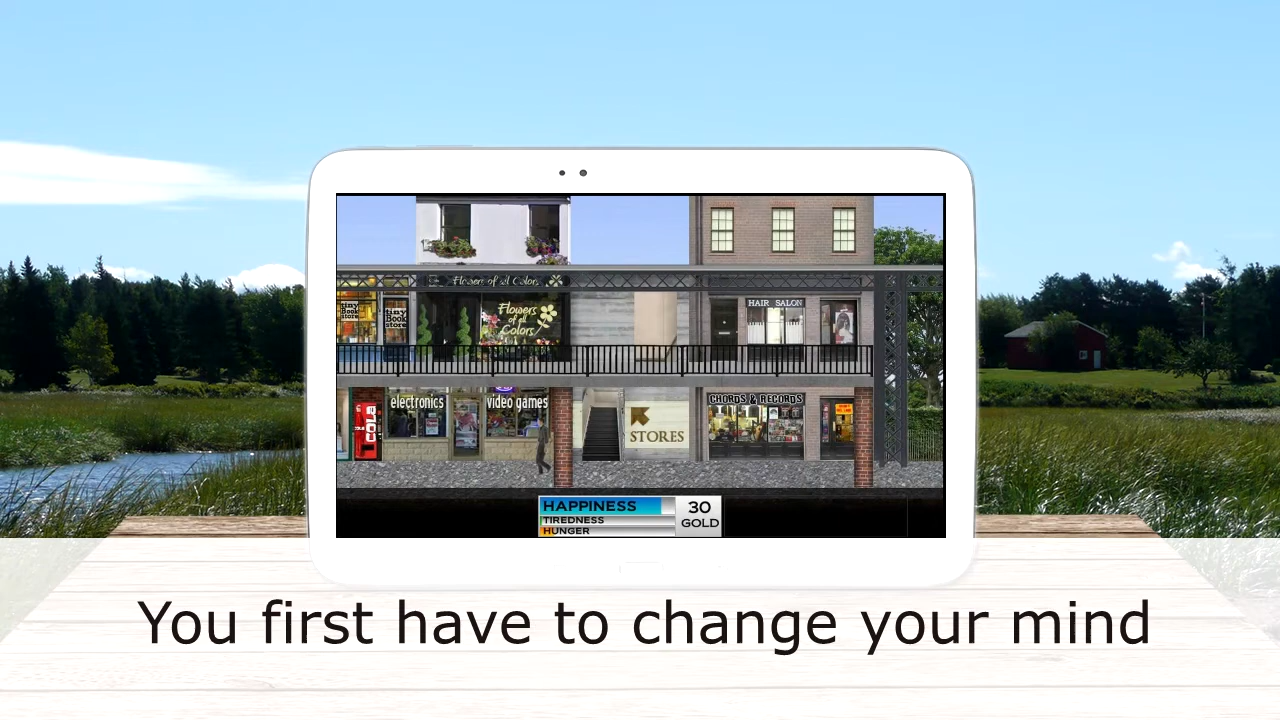 Flowers of all Colors
tiny
Book
store
tiny
Book
store
Flowers
of all
Colors
HAIR SALON
COLA
electronics
video games
STORES
CHORDS & RECORDS
HAPPINESS
TIREDNESS
HUNGER
30
GOLD
You first have to change your mind